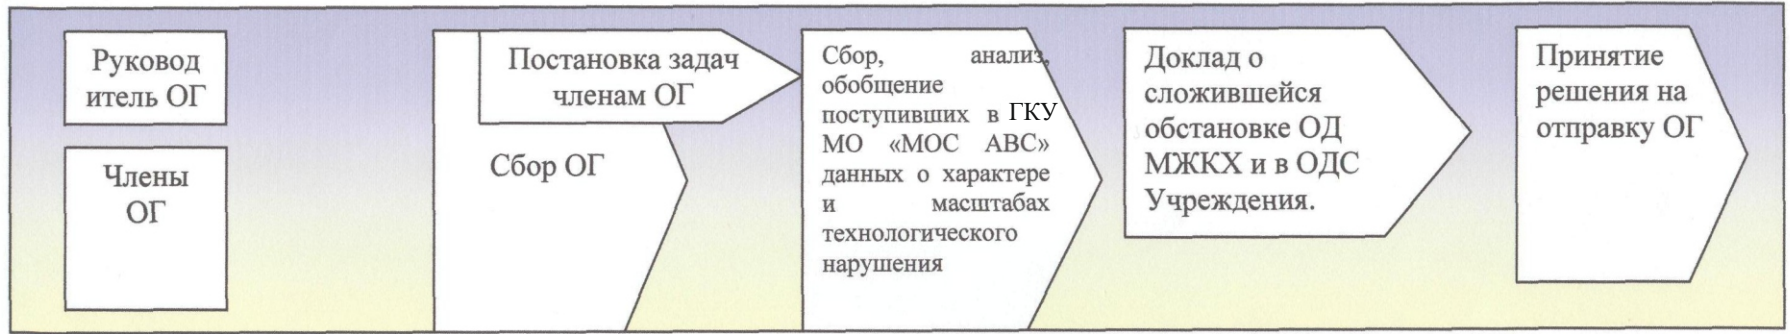 Руковод
итель ОГ
Члены
ОГ
Постановка задач
членам ОГ
Сбор ОГ
Сбор, анализ,
обобщение
поступивших в ГКУ
МО «МОС АВС»
данных о характере
и масштабах
технологического
нарушения
Доклад о
сложившейся
обстановке ОД
МЖКХ и в ОДС
Учреждения.
Принятие
решения на
отправку ОГ